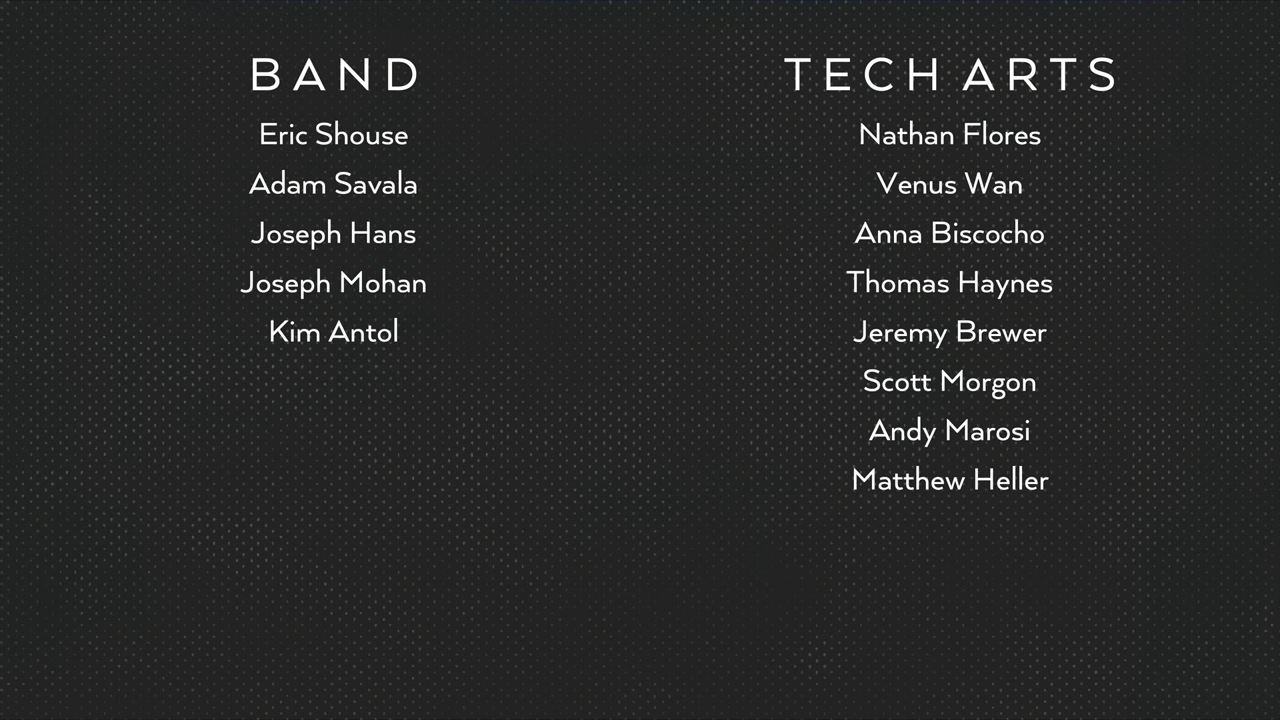 BAND
Eric Shouse
Adam Savala
Joseph Hans
Joseph Mohan
Kim Antol
TECH ARTS
Nathan Flores
Venus Wan
Anna Biscocho
Thomas Haynes
Jeremy Brewer
Scott Morgon
Andy Marosi
Matthew Heller